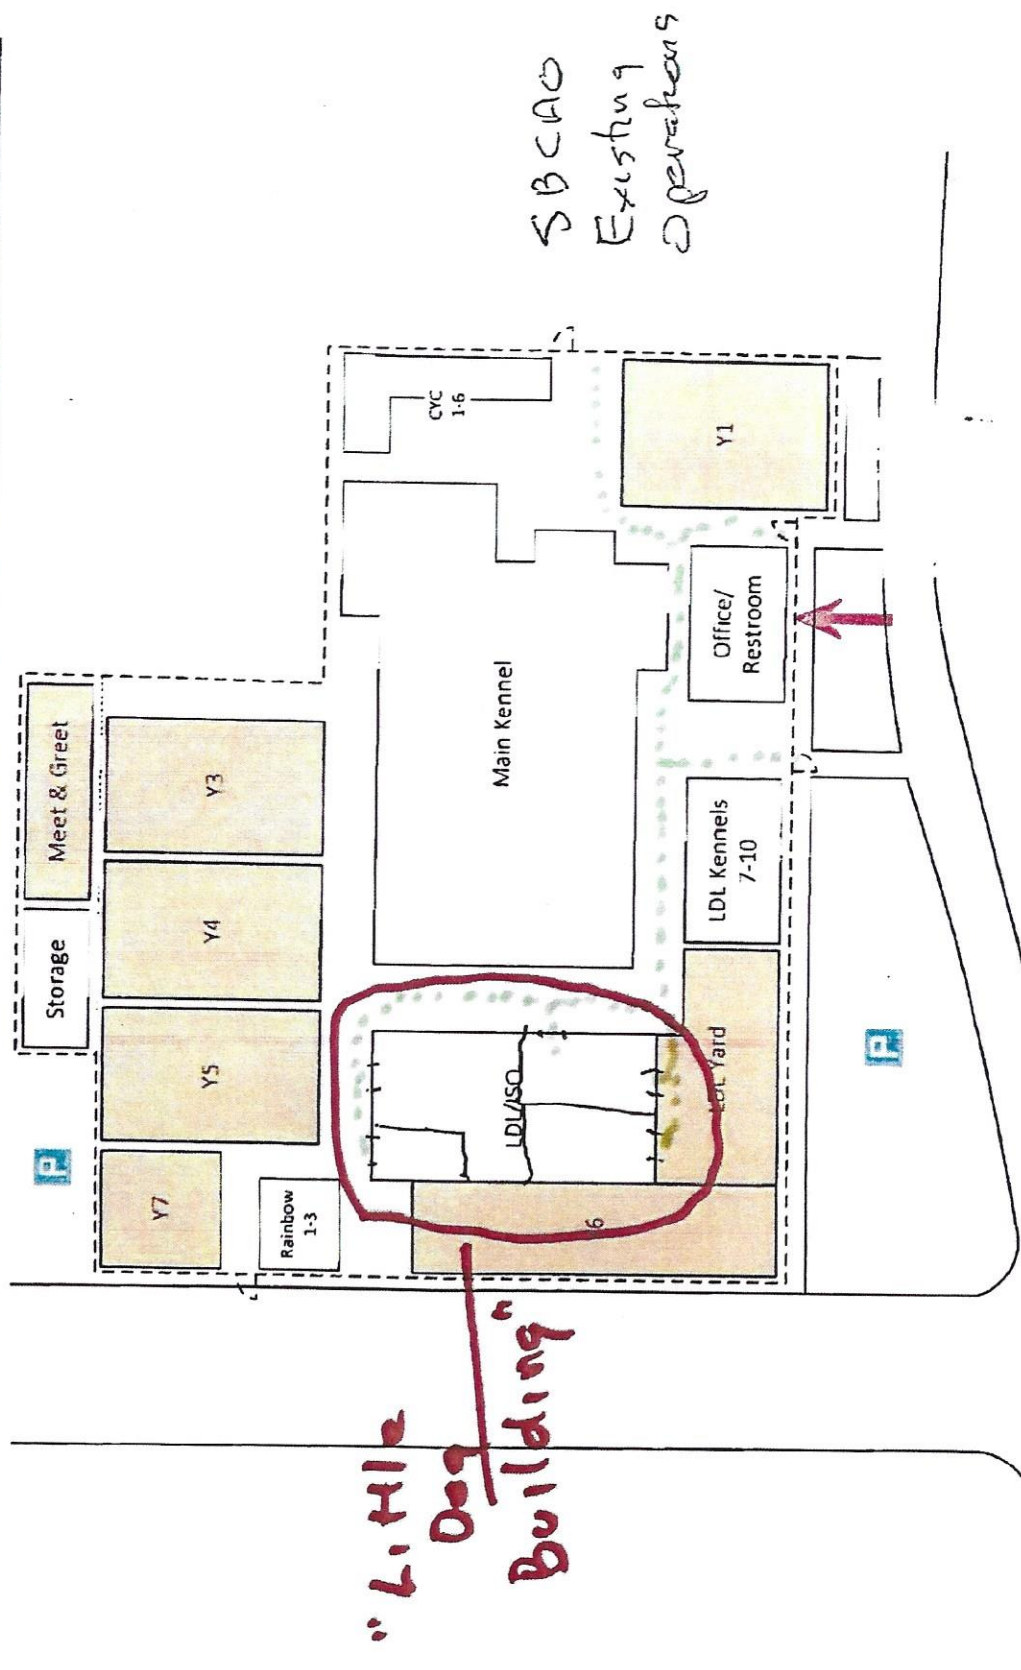 Storage
Meet & Greet
P
Y7
Y5
Y4
Y3
Rainbow
1-3
"Little
Dog
Building"
CYC
1-6
LDL/ISO
Main Kennel
6
SBCAO
Existing
Operations
LDL Yard
LDL Kennels
7-10
Office/
Restroom
Y1
P